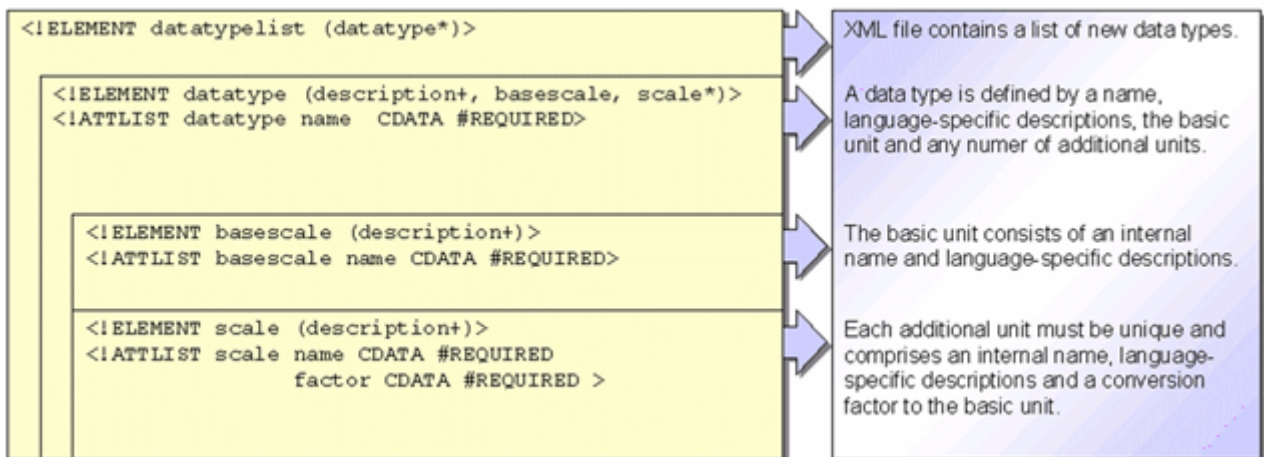 <!ELEMENT datatypelist (datatype*)>
XML file contains a list of new data types.
<!ELEMENT datatype (description+, basescale, scale*)>
<!ATTLIST datatype name CDATA #REQUIRED>
A data type is defined by a name,
language-specific descriptions, the basic
unit and any numer of additional units.
<!ELEMENT basescale (description+)>
<!ATTLIST basescale name CDATA #REQUIRED>
The basic unit consists of an internal
name and language-specific descriptions.
<!ELEMENT scale (description+)>
<!ATTLIST scale name CDATA #REQUIRED
factor CDATA #REQUIRED >
Each additional unit must be unique and
comprises an internal name, language-
specific descriptions and a conversion
factor to the basic unit.